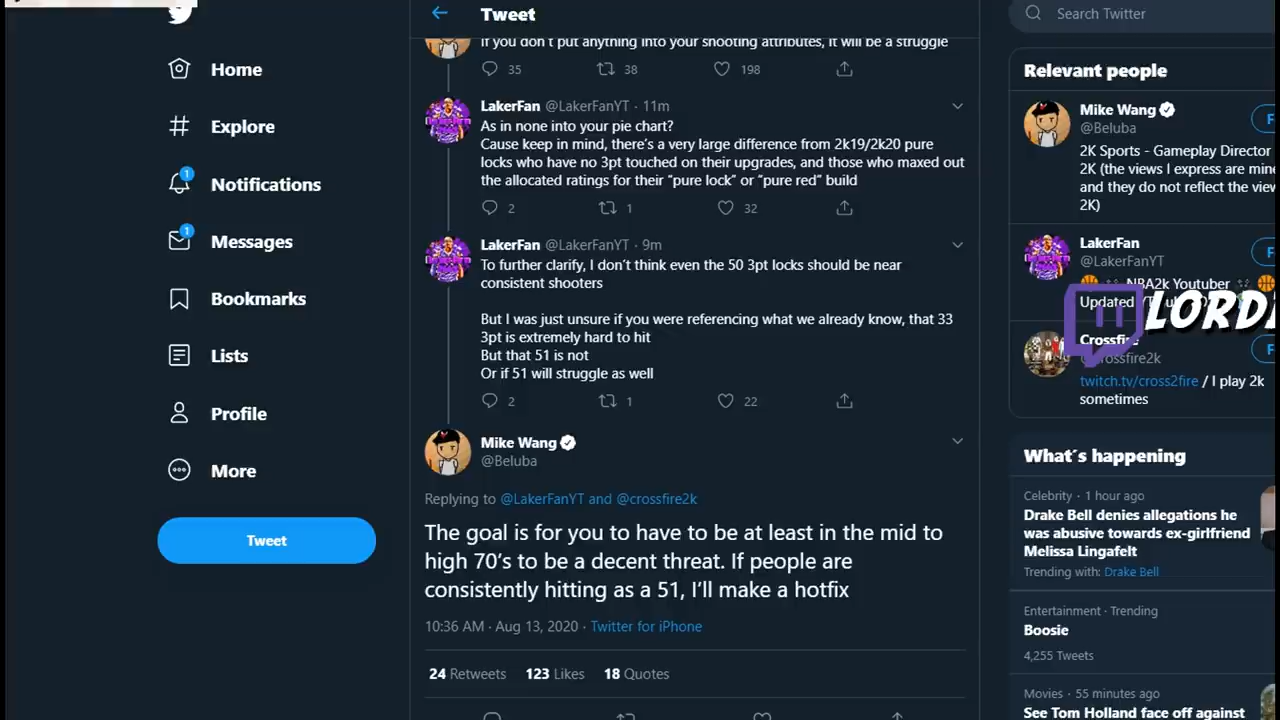 Tweet
Search Twitter
Home
Explore
1
Notifications
1
Messages
Bookmarks
Lists
Profile
More
Tweet
If you don't put anything into your shooting attributes, it will be a struggle
35 38 198
LakerFan @LakerFanYT · 11m
As in none into your pie chart?
Cause keep in mind, there's a very large difference from 2k19/2k20 pure
locks who have no 3pt touched on their upgrades, and those who maxed out
the allocated ratings for their "pure lock" or "pure red" build
2 1 32
LakerFan @LakerFanYT · 9m
To further clarify, I don't think even the 50 3pt locks should be near
consistent shooters
But I was just unsure if you were referencing what we already know, that 33
3pt is extremely hard to hit
But that 51 is not
Or if 51 will struggle as well
2 1 22
Mike Wang
@Beluba
Replying to @LakerFanYT and @crossfire2k
The goal is for you to have to be at least in the mid to
high 70's to be a decent threat. If people are
consistently hitting as a 51, I'll make a hotfix
10:36 AM · Aug 13, 2020 · Twitter for iPhone
24 Retweets 123 Likes 18 Quotes
Relevant people
Mike Wang
@Beluba
F
2K Sports - Gameplay Director
2K (the views I express are mine
and they do not reflect the view
2K)
LakerFan
@LakerFanYT
F
NBA2k Youtuber
Updated
LORD
Crossfire
@crossfire2k
F
twitch.tv/cross2fire / I play 2k
sometimes
What's happening
Celebrity · 1 hour ago
Drake Bell denies allegations he
was abusive towards ex-girlfriend
Melissa Lingafelt
Trending with: Drake Bell
Entertainment · Trending
Boosie
4,255 Tweets
Movies · 55 minutes ago
See Tom Holland face off against